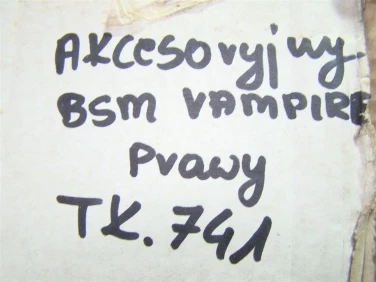 AKCesoryjny
BSM VAMPIRE
Prawy
TK. 741